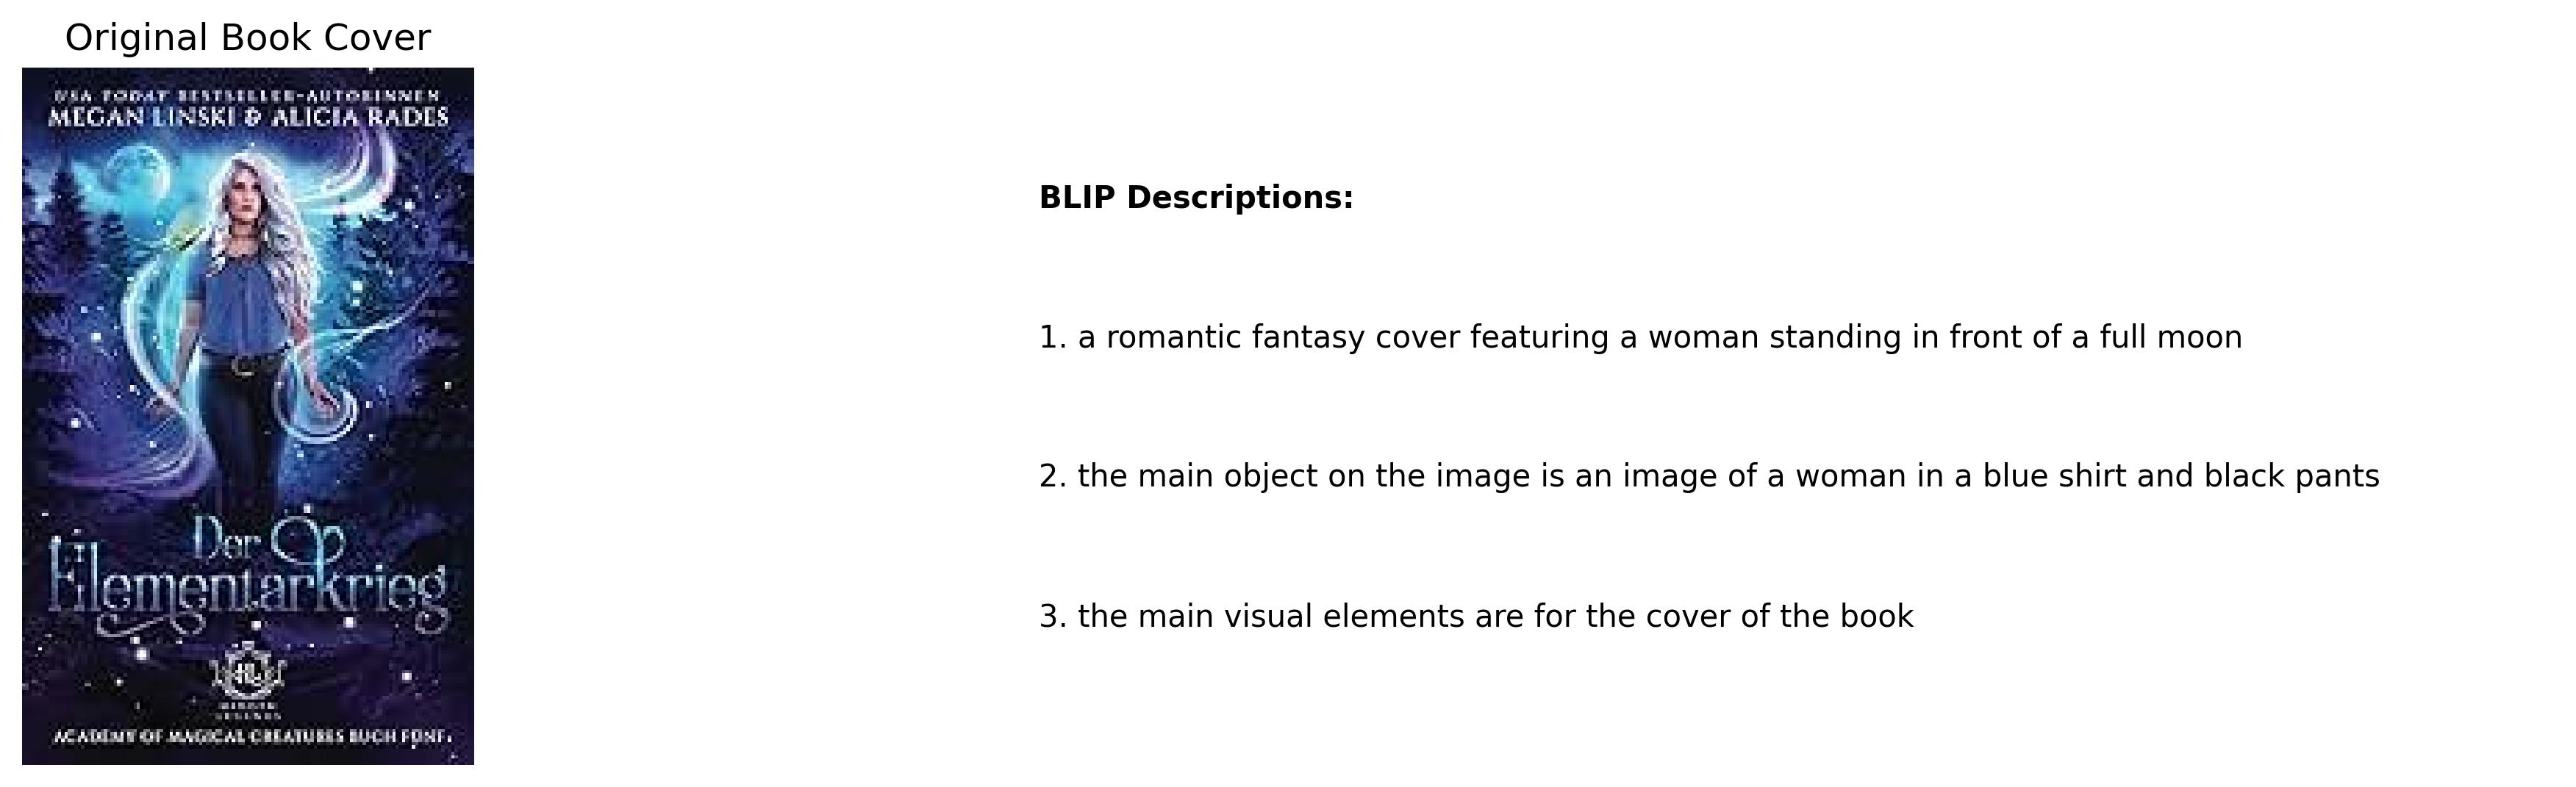 Original Book Cover
USA TODAY BESTSELLER-AUTORINNEN
MEGAN LINSKI & ALICIA RADES
Der
Elementarkrieg
HIDDEN
LEGENDS
ACADEMY OF MAGICAL CREATURES BUCH FÜNF
BLIP Descriptions:
1. a romantic fantasy cover featuring a woman standing in front of a full moon
2. the main object on the image is an image of a woman in a blue shirt and black pants
3. the main visual elements are for the cover of the book